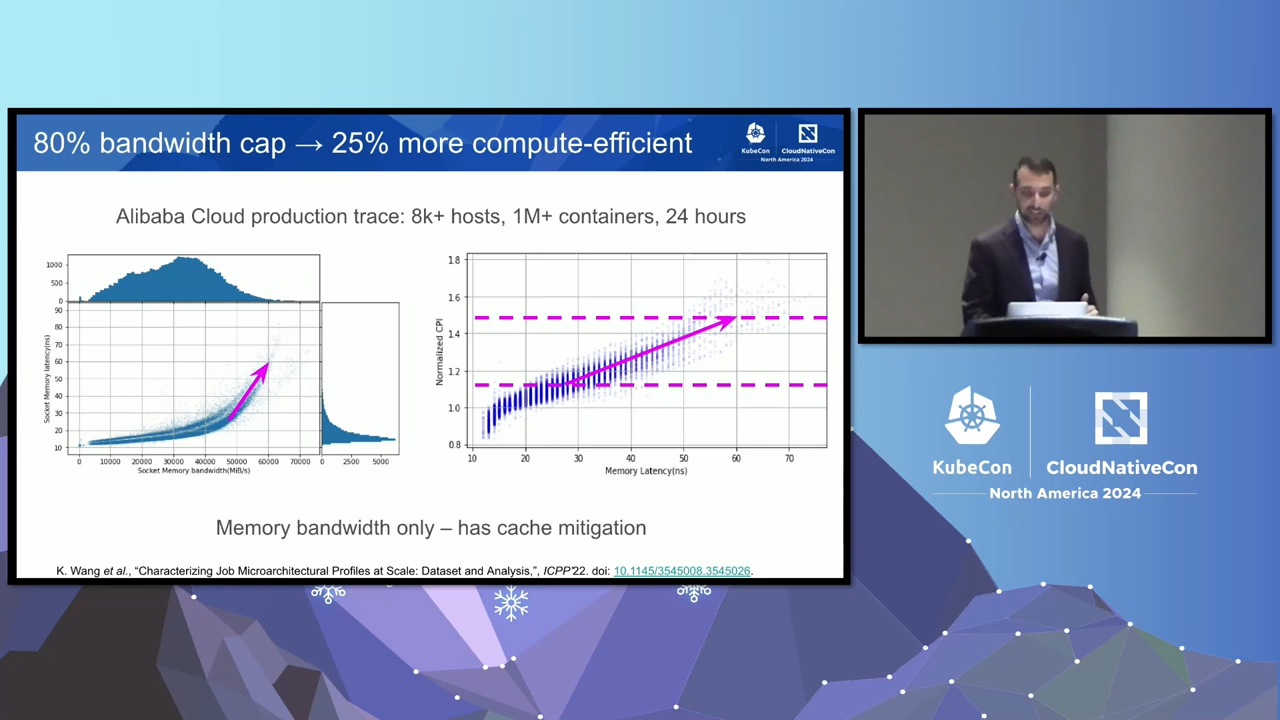 80% bandwidth cap → 25% more compute-efficient
KubeCon
CloudNativeCon
North America 2024
Alibaba Cloud production trace: 8k+ hosts, 1M+ containers, 24 hours
1000
500
0
90
80
70
60
50
40
30
20
10
Socket Memory latency(ns)
0 10000 20000 30000 40000 50000 60000 70000
Socket Memory bandwidth(MiB/s)
0 2500 5000
1.8
1.6
1.4
1.2
1.0
0.8
Normalized CPI
10 20 30 40 50 60 70
Memory Latency(ns)
Memory bandwidth only – has cache mitigation
K. Wang et al., “Characterizing Job Microarchitectural Profiles at Scale: Dataset and Analysis,”, ICPP’22. doi: 10.1145/3545008.3545026.
KubeCon
CloudNativeCon
North America 2024